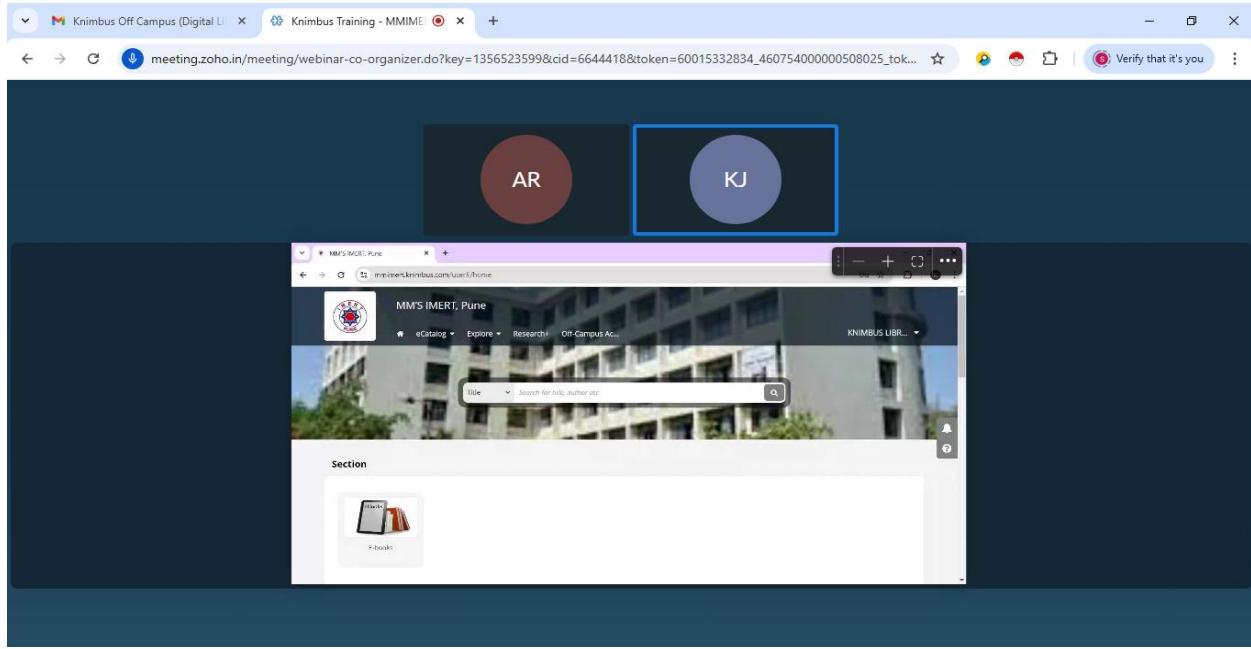 Knimbus Off Campus (Digital Li
Knimbus Training - MMIME
meeting.zoho.in/meeting/webinar-co-organizer.do?key=1356523599&cid=6644418&token=60015332834_460754000000508025_tok...
Verify that it's you
AR
KJ
MM'S IMERT, Pune
mmimert.knimbus.com/user#/home
MM'S IMERT, Pune
eCatalog
Explore
Research+
Off-Campus Ac...
KNIMBUS LIBR...
Title
Search for title, author etc
Section
E-books